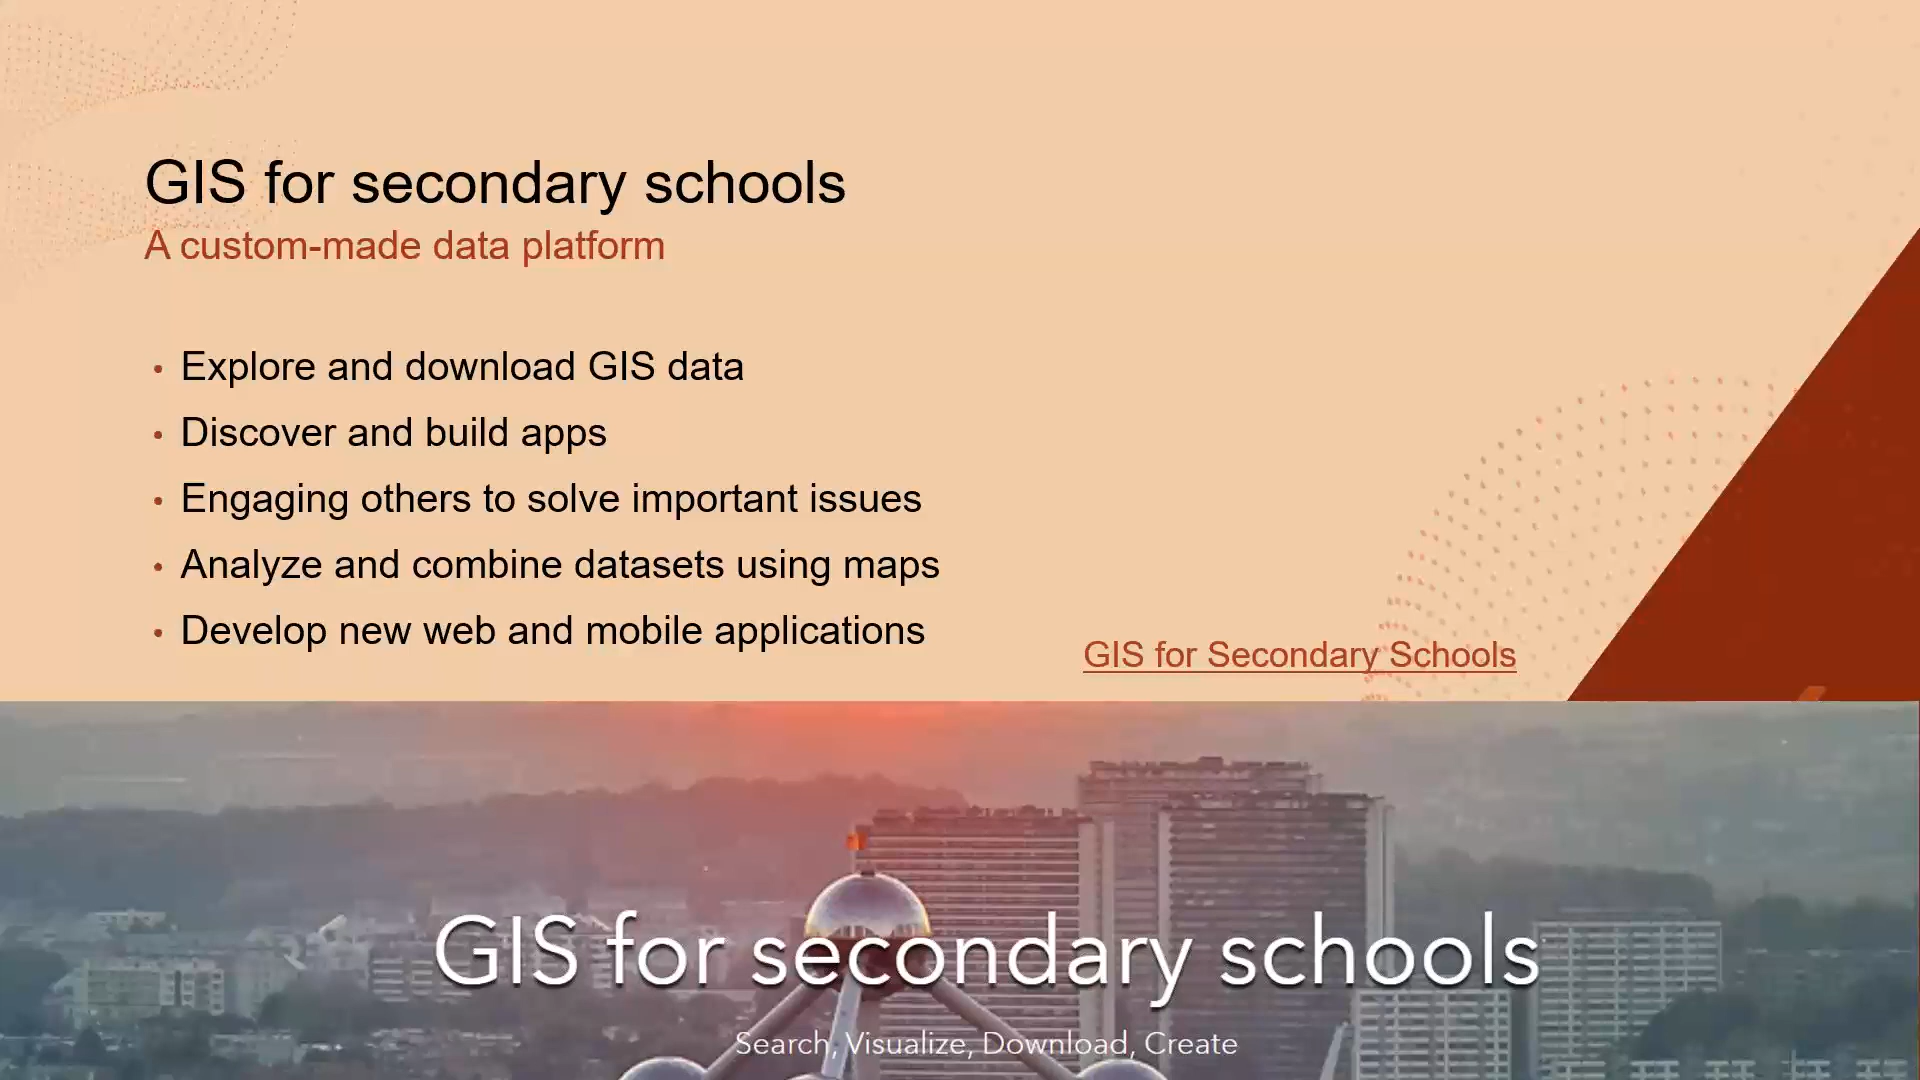 GIS for secondary schools
A custom-made data platform
• Explore and download GIS data
• Discover and build apps
• Engaging others to solve important issues
• Analyze and combine datasets using maps
• Develop new web and mobile applications
GIS for Secondary Schools
GIS for secondary schools
Search, Visualize, Download, Create